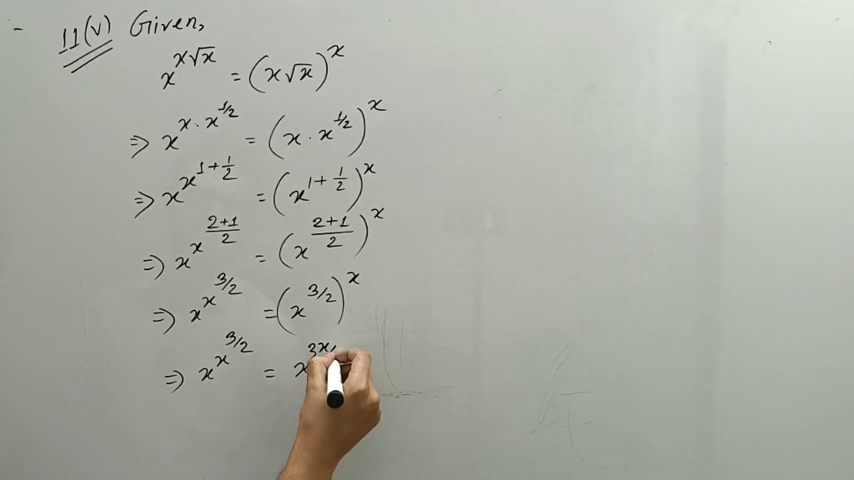 11(v) Given,
x^{x√x} = (x√x)^x
⇒ x^{x · x^{1/2}} = (x · x^{1/2})^x
⇒ x^{x^{1+1/2}} = (x^{1+1/2})^x
⇒ x^{x^{(2+1)/2}} = (x^{(2+1)/2})^x
⇒ x^{x^{3/2}} = (x^{3/2})^x
⇒ x^{x^{3/2}} = x^{3x/